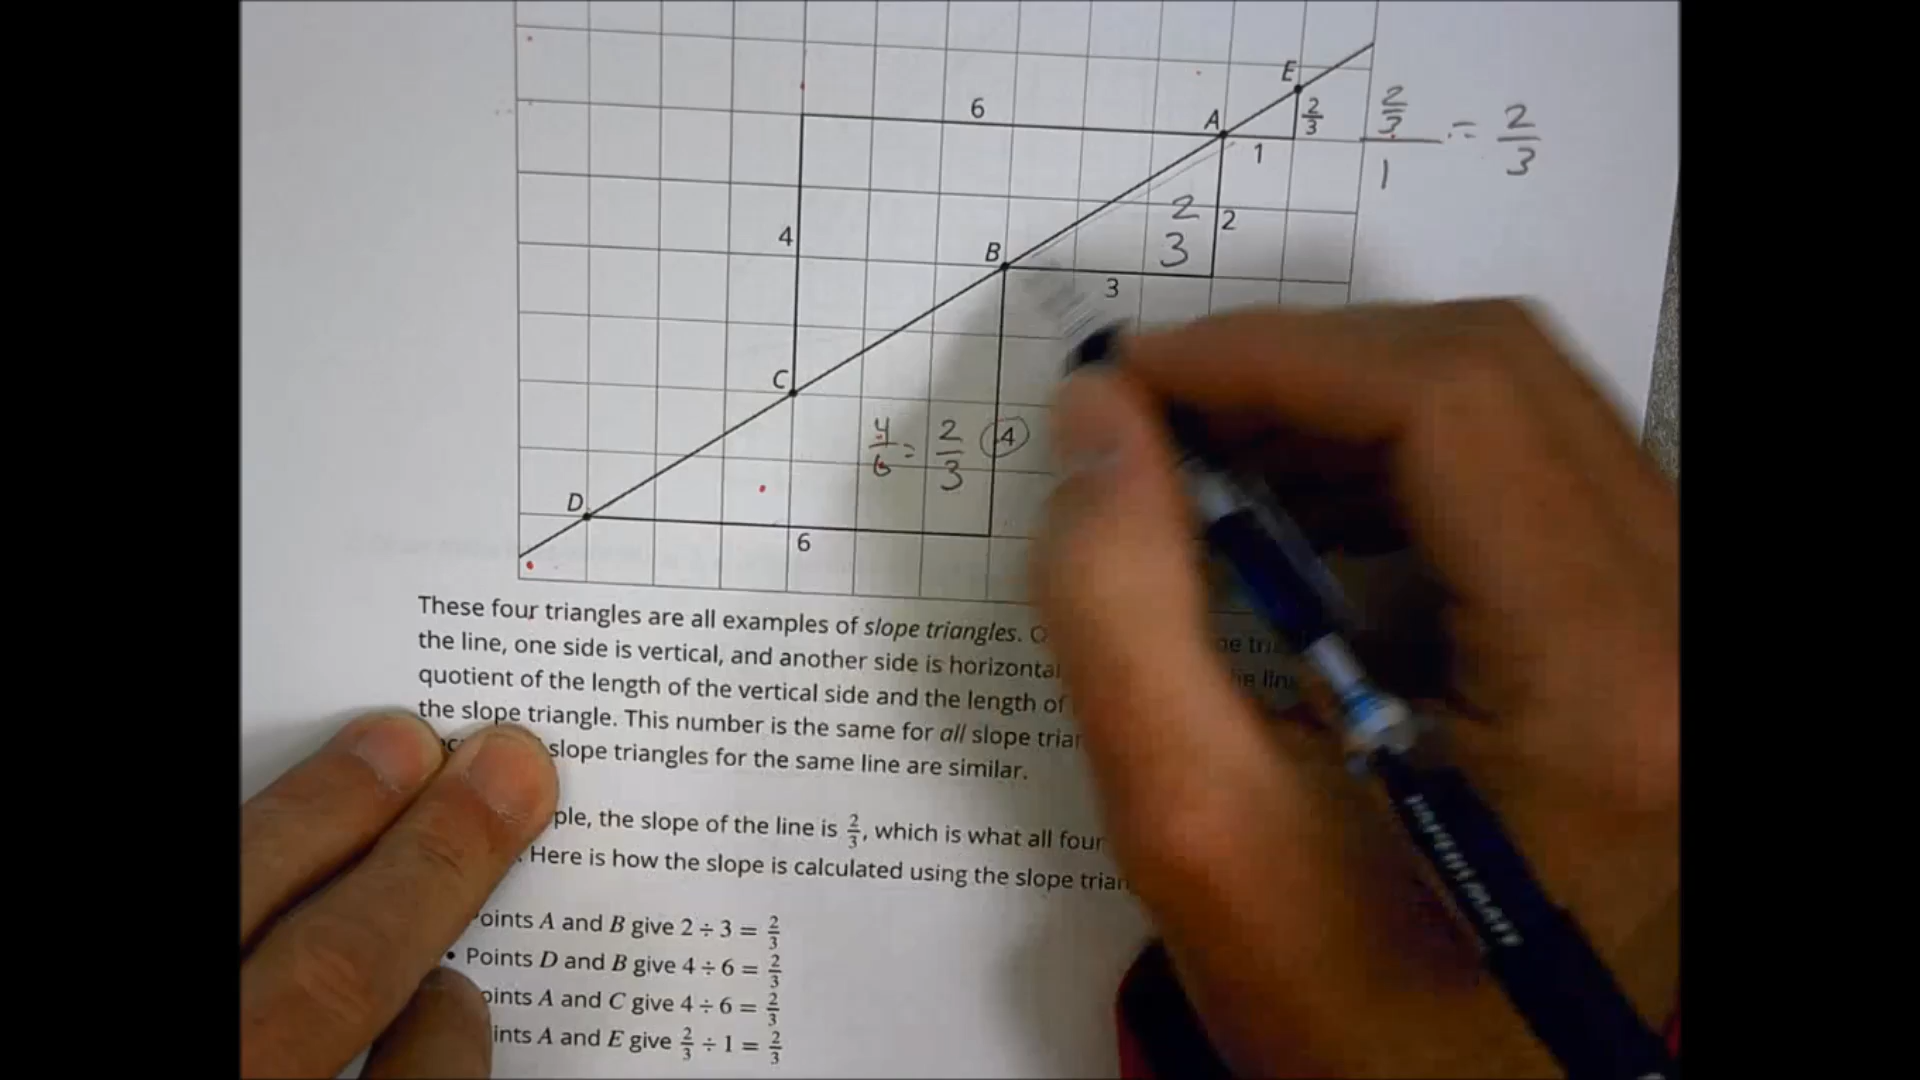 E
6
A
2/3
2/3
/1 = 2/3
1
2
3
2
4
B
3
C
4/6 = 2/3
4
D
6
These four triangles are all examples of slope triangles.
the line, one side is vertical, and another side is horizontal
quotient of the length of the vertical side and the length of
the slope triangle. This number is the same for all slope
slope triangles for the same line are similar.
the slope of the line is 2/3, which is what all four
Here is how the slope is calculated using the slope
Points A and B give 2 ÷ 3 = 2/3
• Points D and B give 4 ÷ 6 = 2/3
Points A and C give 4 ÷ 6 = 2/3
A and E give 2/3 ÷ 1 = 2/3
PAPERMATE